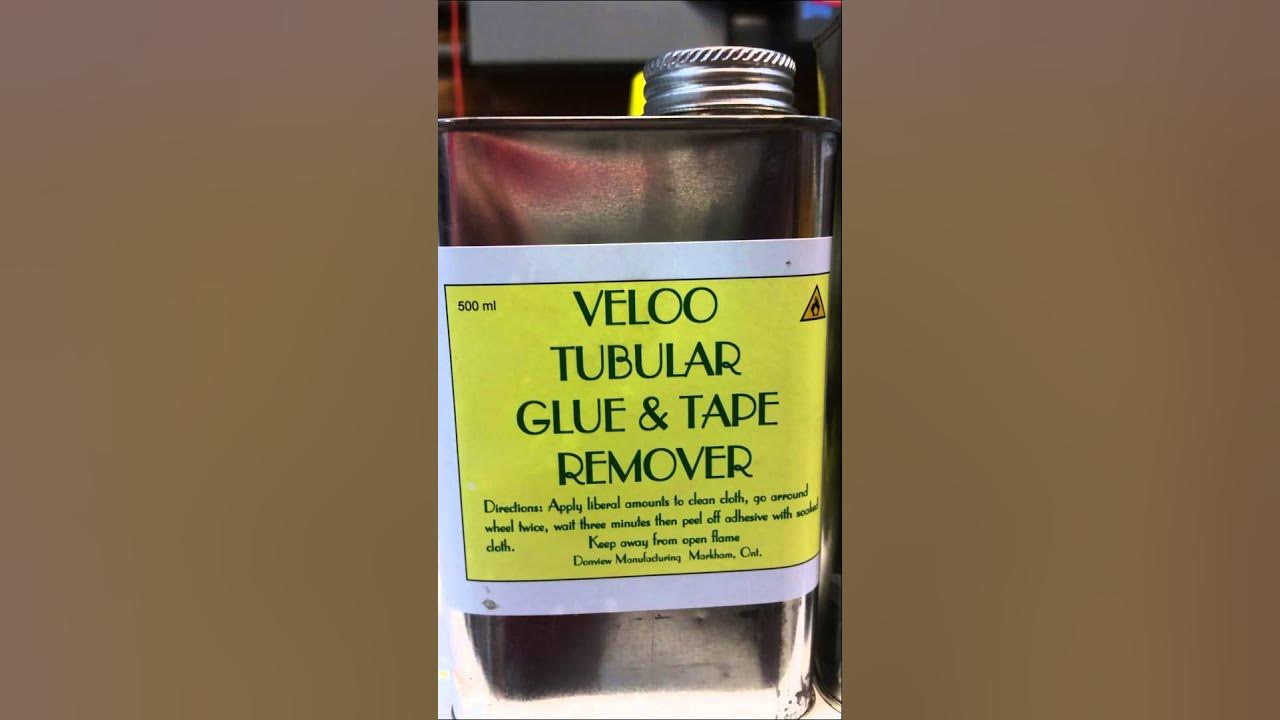 500 ml
VELOO
TUBULAR
GLUE & TAPE
REMOVER
Directions: Apply liberal amounts to clean cloth, go arround
wheel twice, wait three minutes then peel off adhesive with soaked
cloth. Keep away from open flame
Donview Manufacturing Markham, Ont.